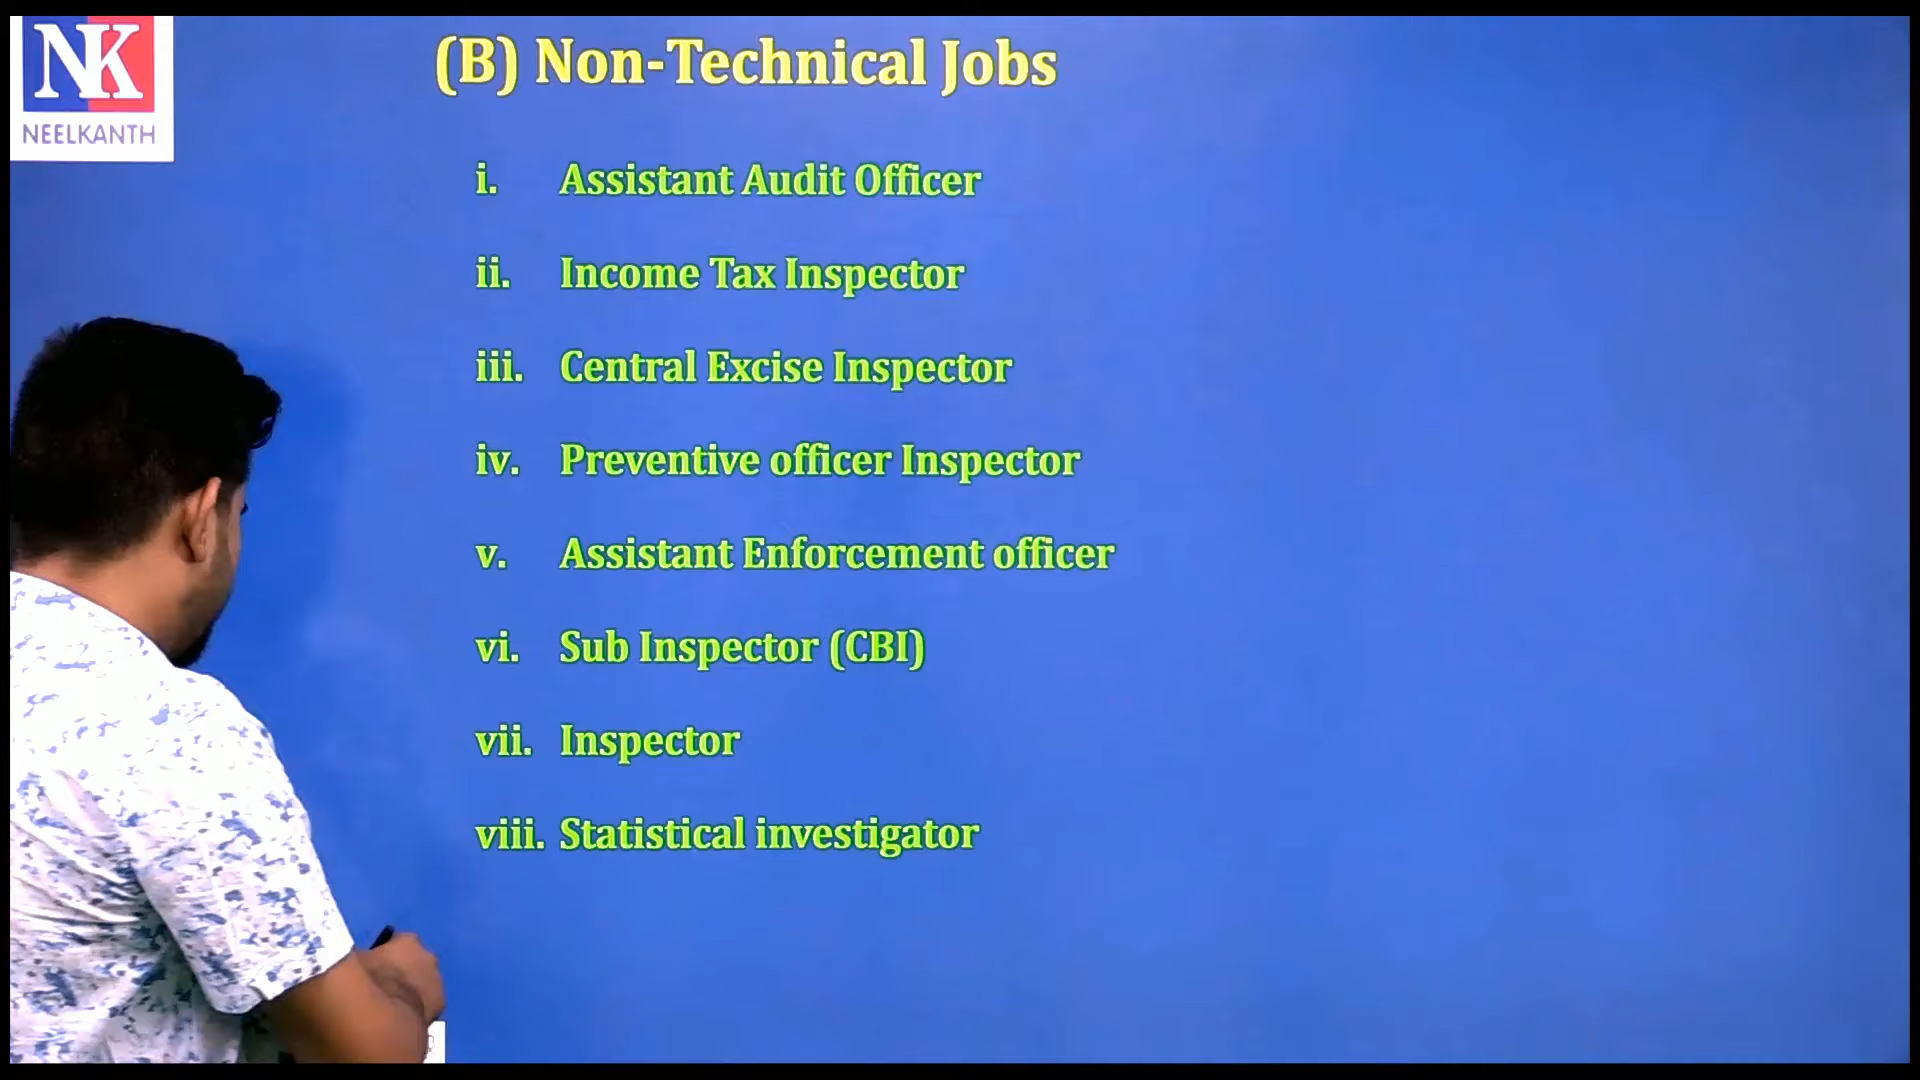 NK
NEELKANTH
(B) Non-Technical Jobs
i. Assistant Audit Officer
ii. Income Tax Inspector
iii. Central Excise Inspector
iv. Preventive officer Inspector
v. Assistant Enforcement officer
vi. Sub Inspector (CBI)
vii. Inspector
viii. Statistical investigator